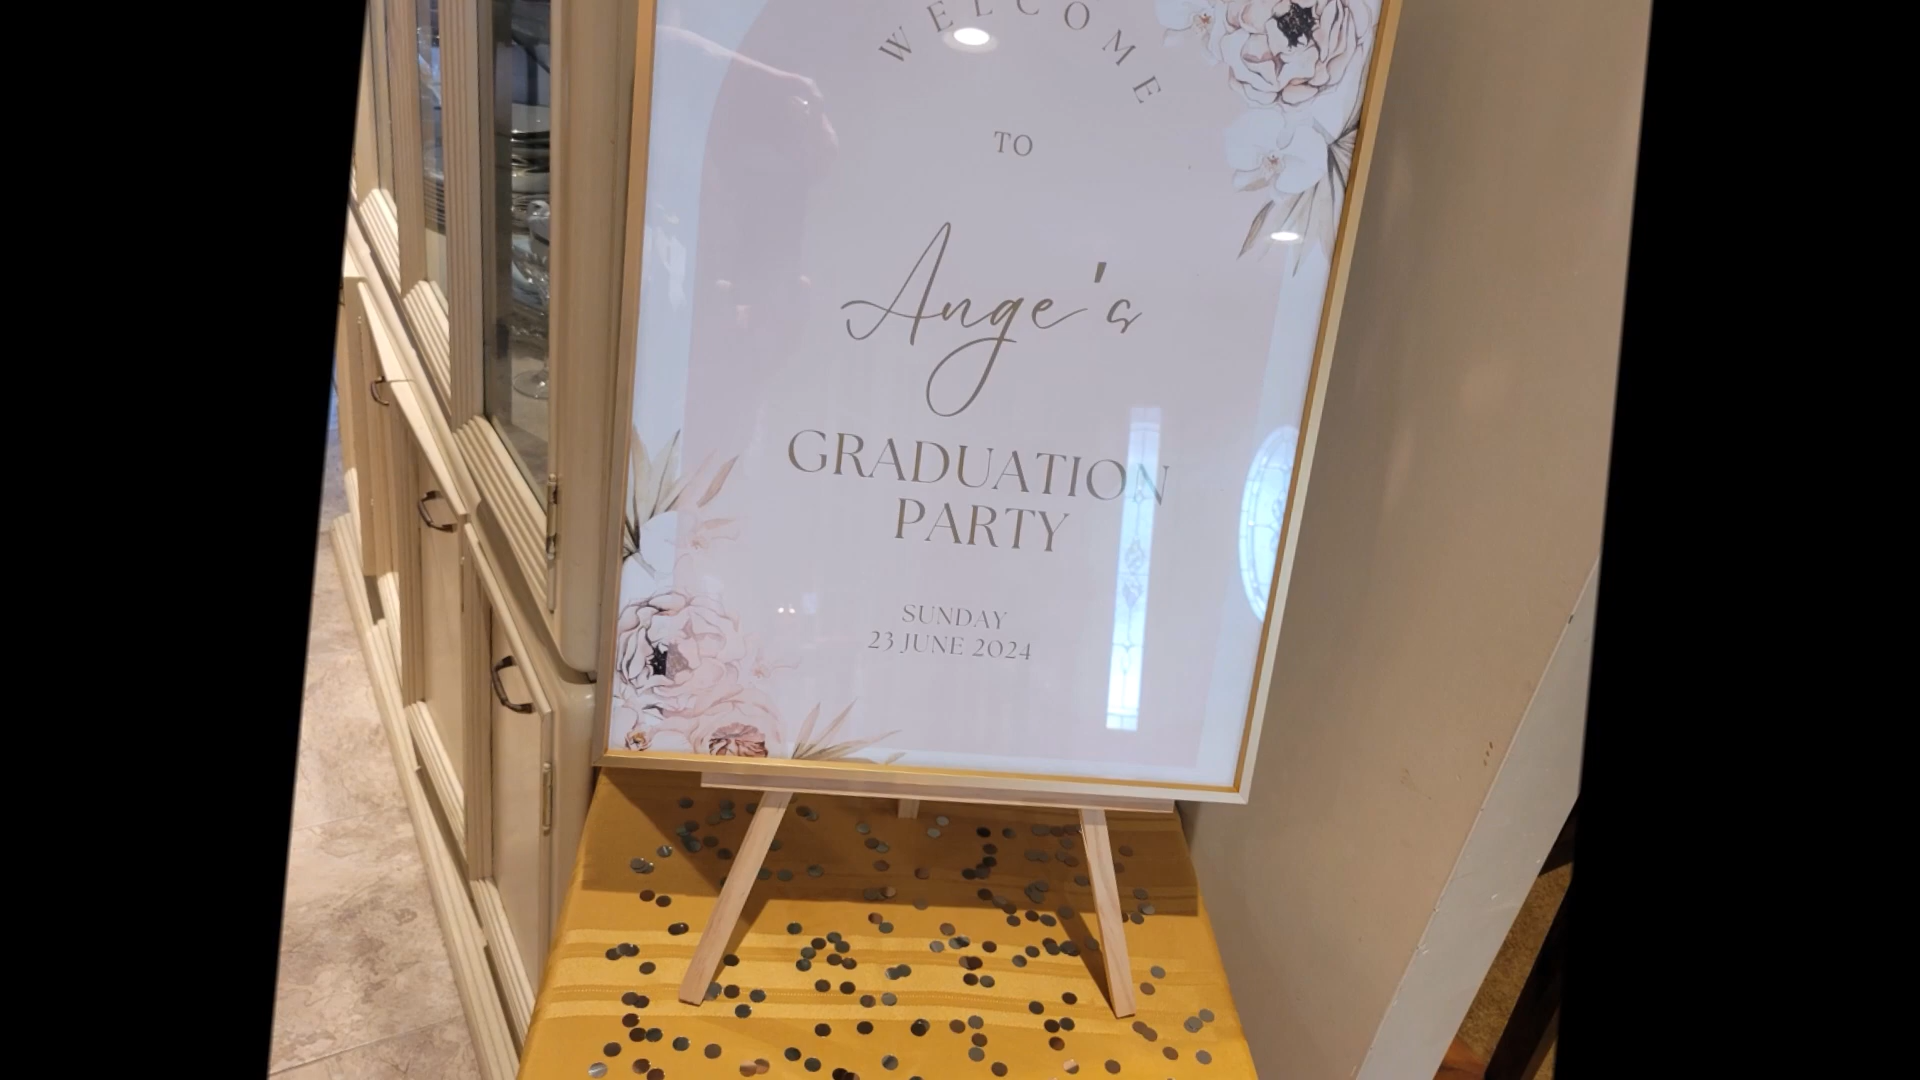 WELCOME
TO
Ange's
GRADUATION
PARTY
SUNDAY
23 JUNE 2024